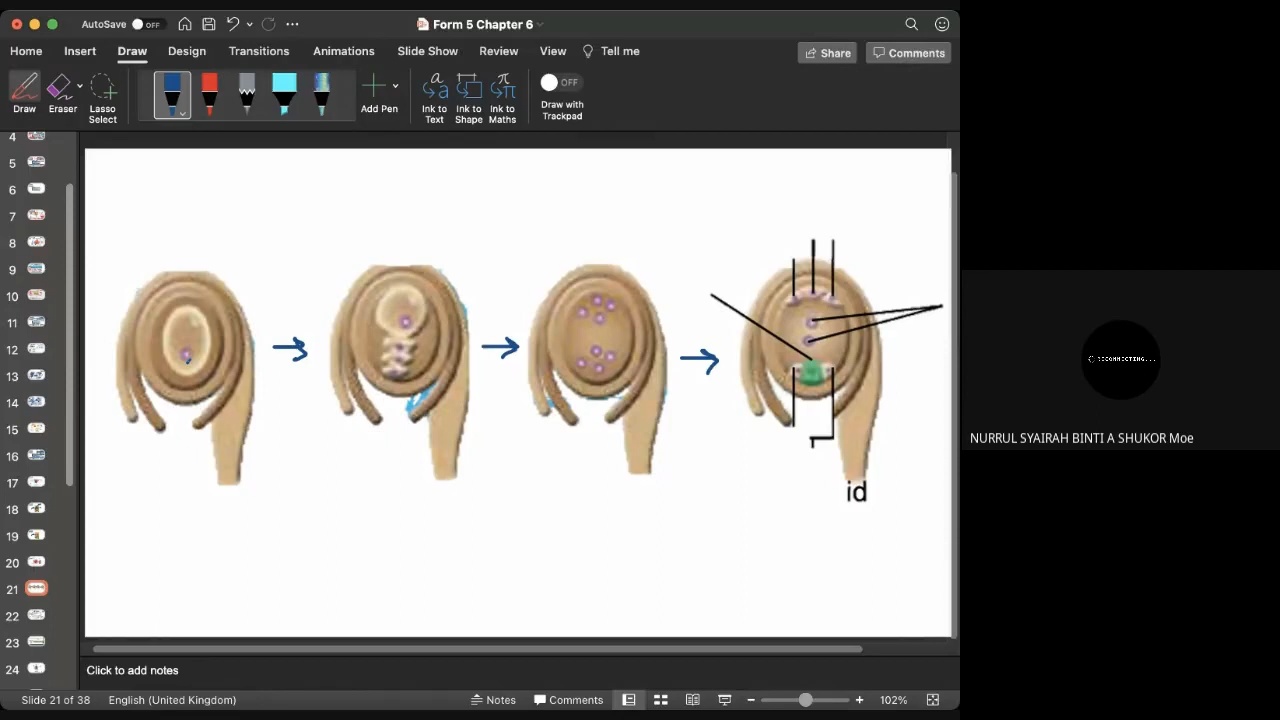 AutoSave OFF
Form 5 Chapter 6
Home Insert Draw Design Transitions Animations Slide Show Review View Tell me
Share Comments
OFF
Draw Eraser Lasso Select Add Pen Ink to Text Ink to Shape Ink to Maths Draw with Trackpad
4
5
6
7
8
9
10
11
12
13
14
15
16
17
18
19
20
21
22
23
24
id
RECONNECTING...
NURRUL SYAIRAH BINTI A SHUKOR Moe
Click to add notes
Slide 21 of 38 English (United Kingdom) Notes Comments 102%